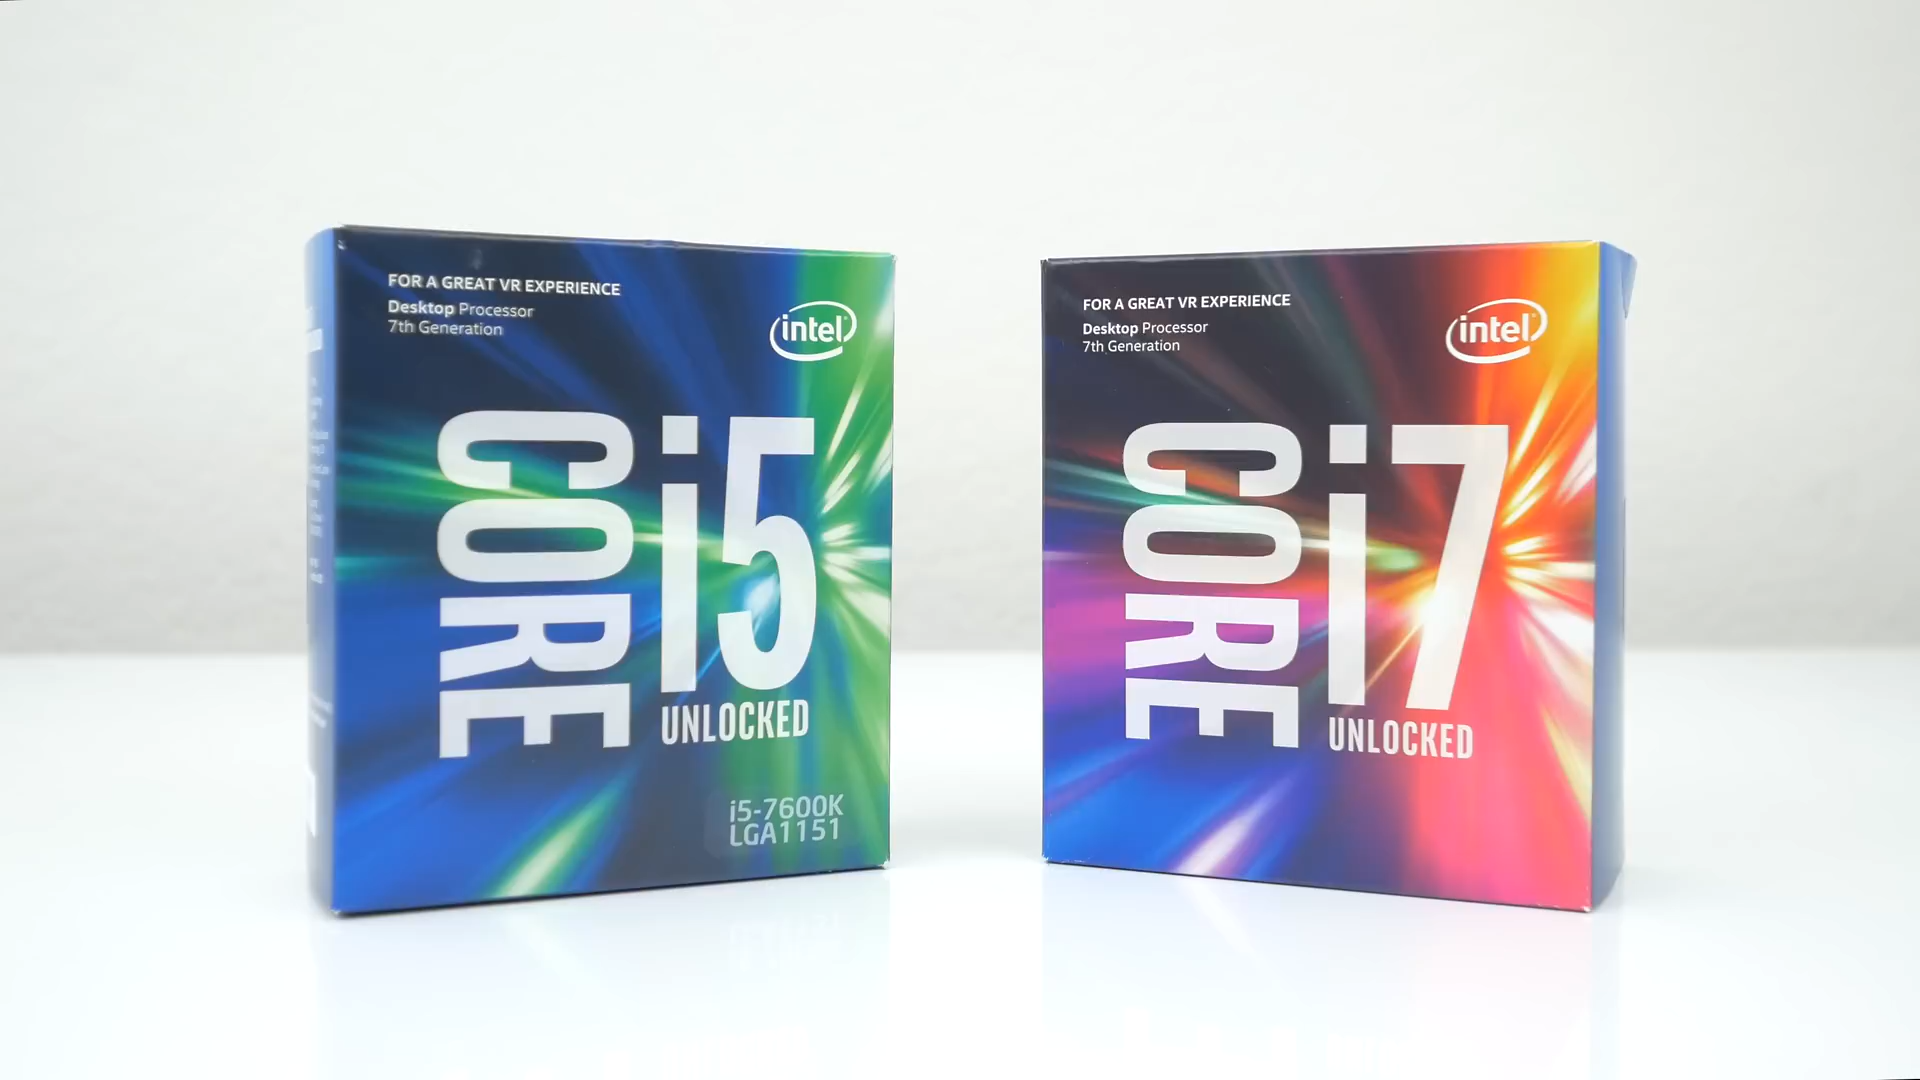 FOR A GREAT VR EXPERIENCE
Desktop Processor
7th Generation
intel
CORE i5
UNLOCKED
i5-7600K
LGA1151
FOR A GREAT VR EXPERIENCE
Desktop Processor
7th Generation
intel
CORE i7
UNLOCKED